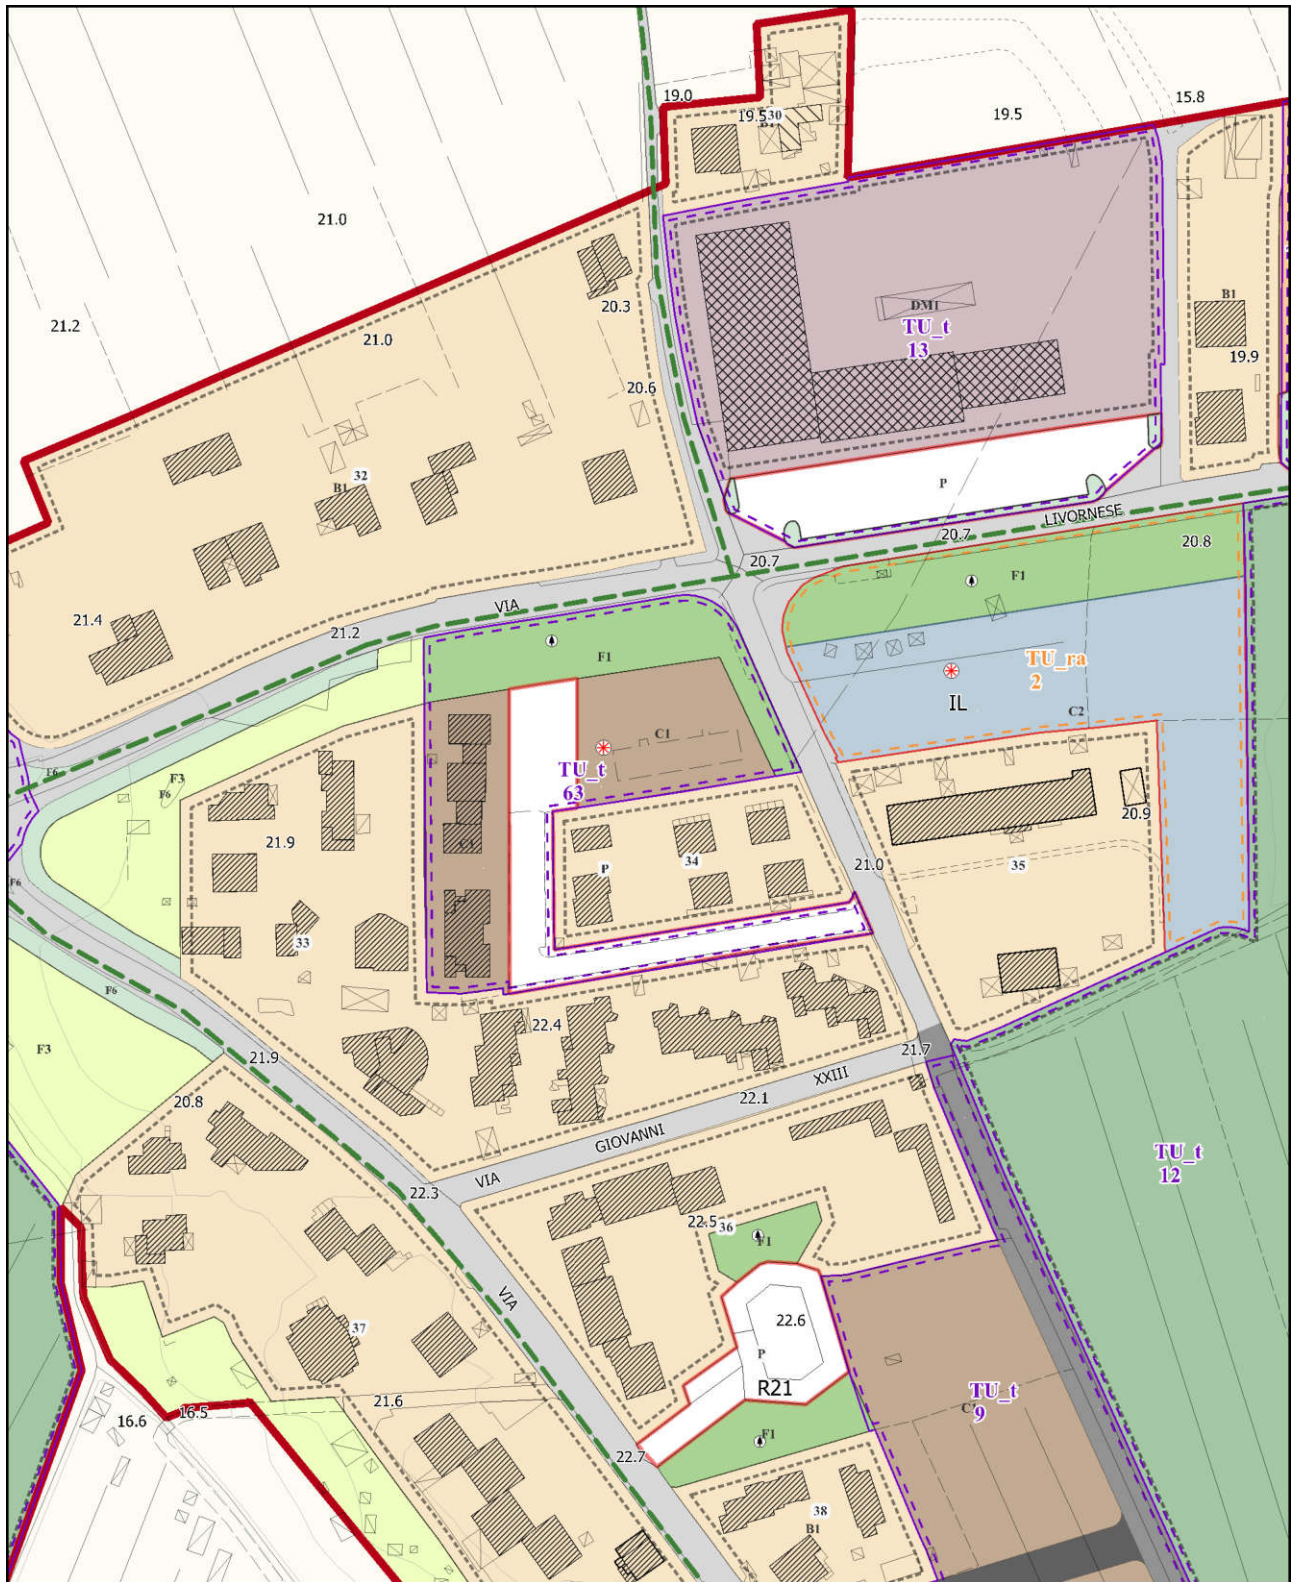 19.0
15.8
19.5
30
B1
19.5
21.0
20.3
B1
DM1
TU_t
13
21.2
21.0
19.9
20.6
32
B1
P
LIVORNESE
20.7
20.8
20.7
F1
VIA
21.4
21.2
F1
TU_ra
2
IL
C2
C1
TU_t
63
F6
F3
F6
20.9
21.9
C1
34
P
21.0
35
F6
33
F6
22.4
F3
21.9
21.7
XXIII
20.8
22.1
GIOVANNI
TU_t
12
VIA
22.3
22.5
36
F1
VIA
22.6
37
P
R21
TU_t
9
21.6
16.6
16.5
F1
22.7
38
B1